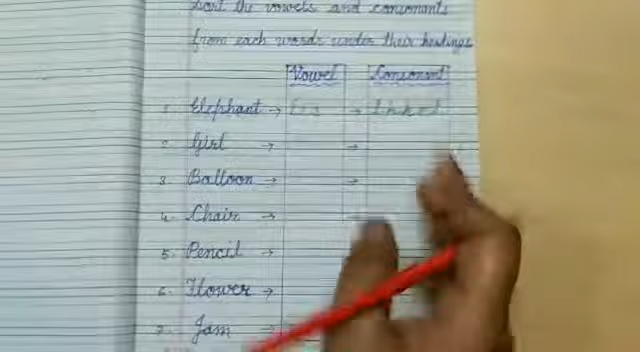 Sort the vowels and consonants
from each words under their headings
Vowel Consonant
1. Elephant → →
2. Girl → →
3. Balloon → →
4. Chair →
5. Pencil →
6. Flower →
7. Jam →